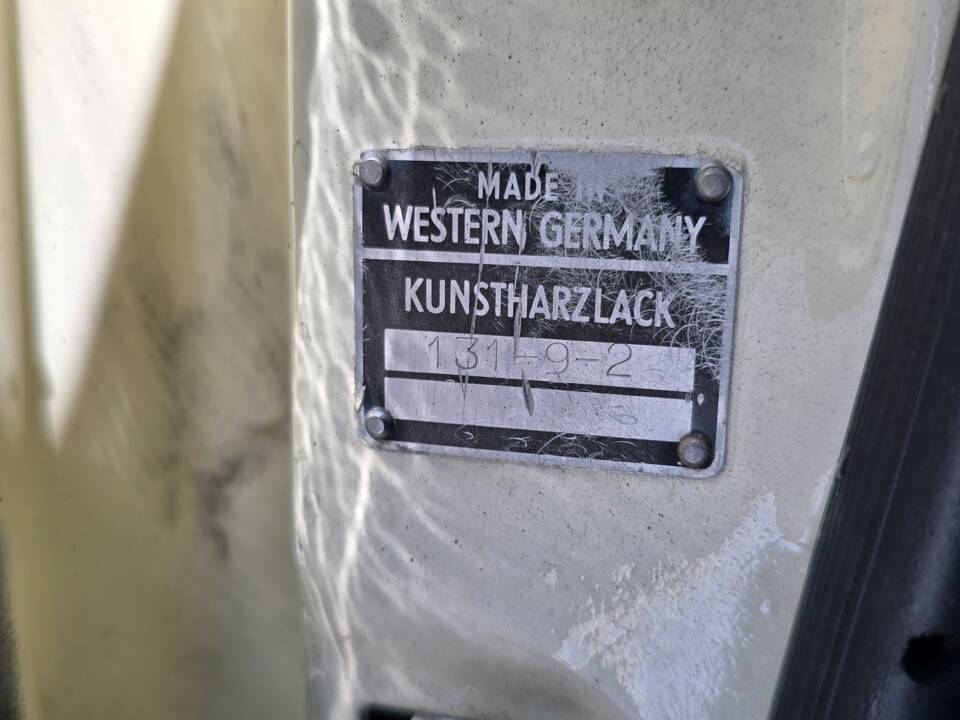 MADE IN
WESTERN GERMANY
KUNSTHARZLACK
131-9-2